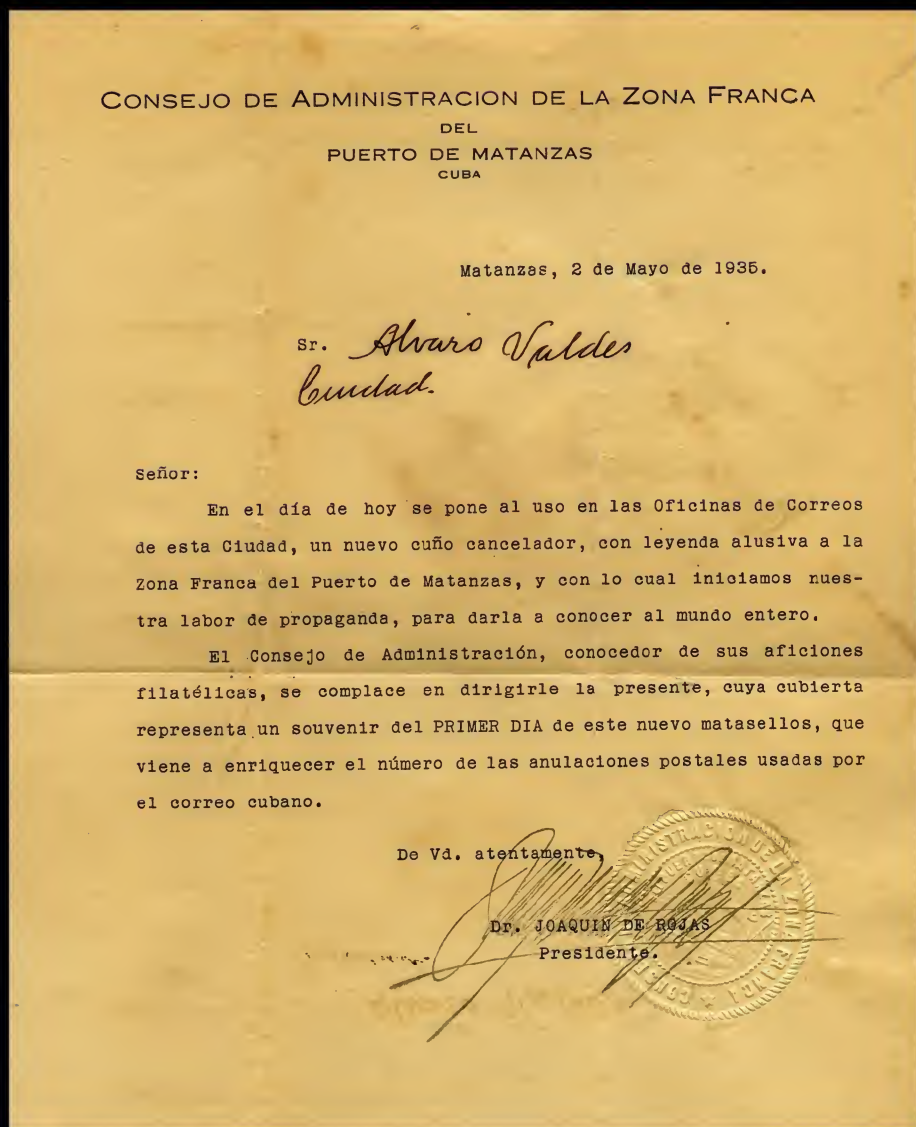 CONSEJO DE ADMINISTRACION DE LA ZONA FRANCA
DEL
PUERTO DE MATANZAS
CUBA
Matanzas, 2 de Mayo de 1935.
Sr. Alvaro Valdes
Ciudad.
Señor:
En el día de hoy se pone al uso en las Oficinas de Correos
de esta Ciudad, un nuevo cuño cancelador, con leyenda alusiva a la
Zona Franca del Puerto de Matanzas, y con lo cual iniciamos nues-
tra labor de propaganda, para darla a conocer al mundo entero.
El Consejo de Administración, conocedor de sus aficiones
filatélicas, se complace en dirigirle la presente, cuya cubierta
representa un souvenir del PRIMER DIA de este nuevo matasellos, que
viene a enriquecer el número de las anulaciones postales usadas por
el correo cubano.
De Vd. atentamente,
Dr. JOAQUIN DE ROJAS
Presidente.